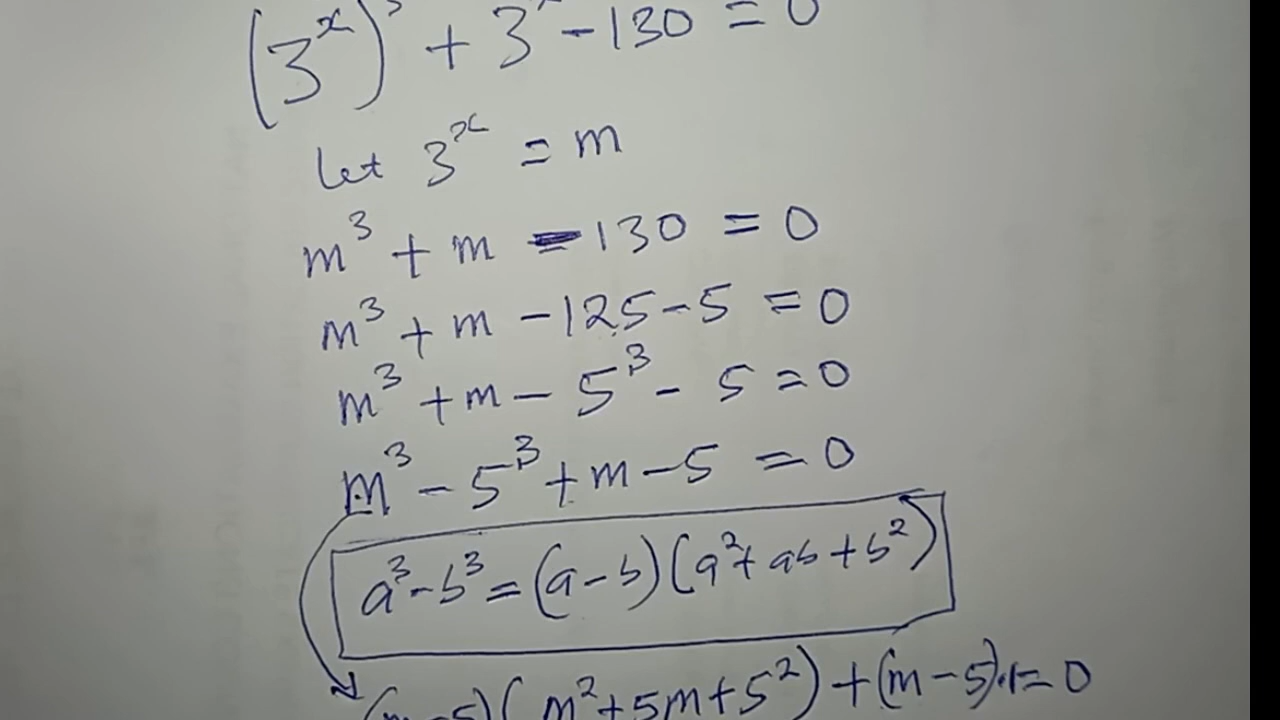 (3^x)^3 + 3^x - 130 = 0
let 3^x = m
m^3 + m - 130 = 0
m^3 + m - 125 - 5 = 0
m^3 + m - 5^3 - 5 = 0
m^3 - 5^3 + m - 5 = 0
a^3 - b^3 = (a - b)(a^2 + ab + b^2)
(m - 5)(m^2 + 5m + 5^2) + (m - 5).1 = 0